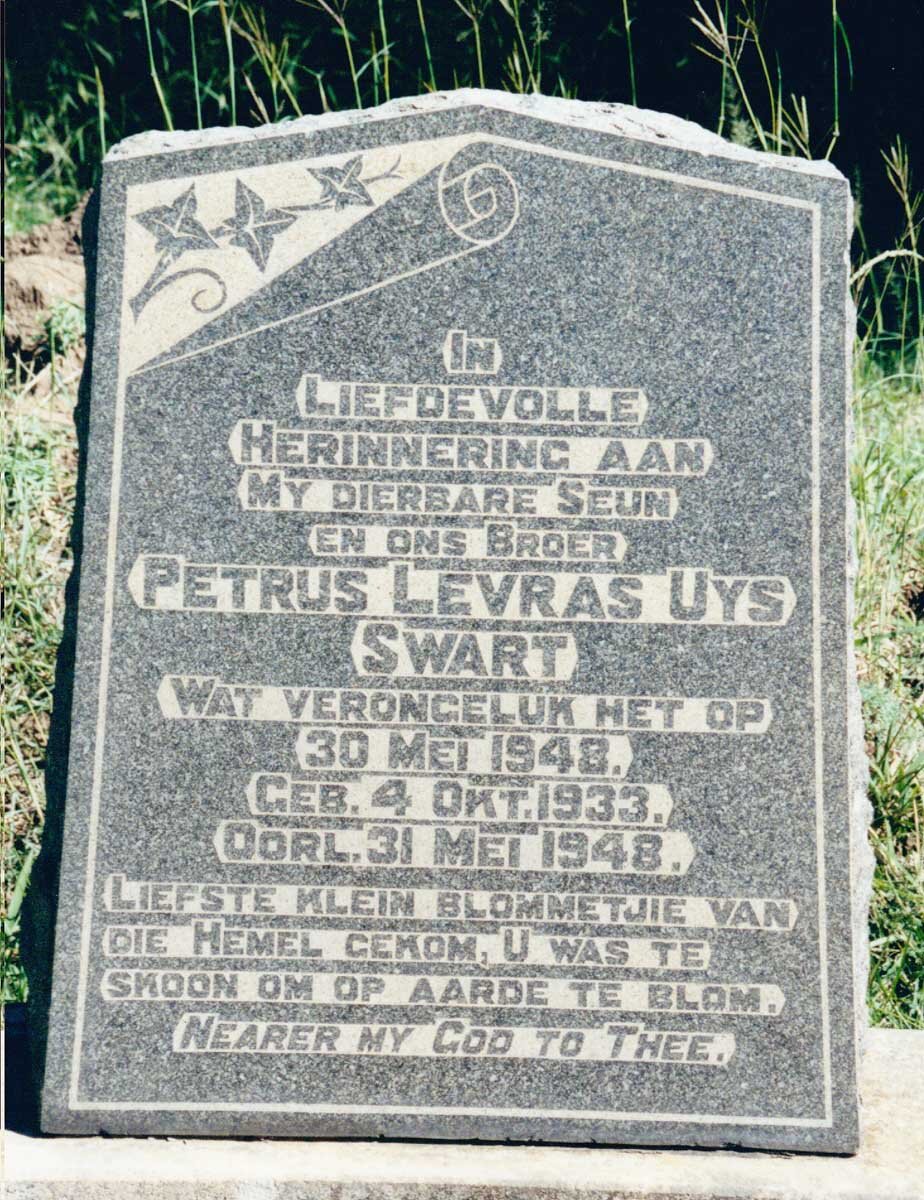 In
Liefdevolle
Herinnering aan
My dierbare Seun
en ons Broer
Petrus Levras Uys
Swart
Wat verongeluk het op
30 Mei 1948.
Geb. 4 Okt. 1933.
Oorl. 31 Mei 1948.
Liefste klein blommetjie van
die Hemel gekom, U was te
skoon om op aarde te blom.
Nearer my God to Thee.